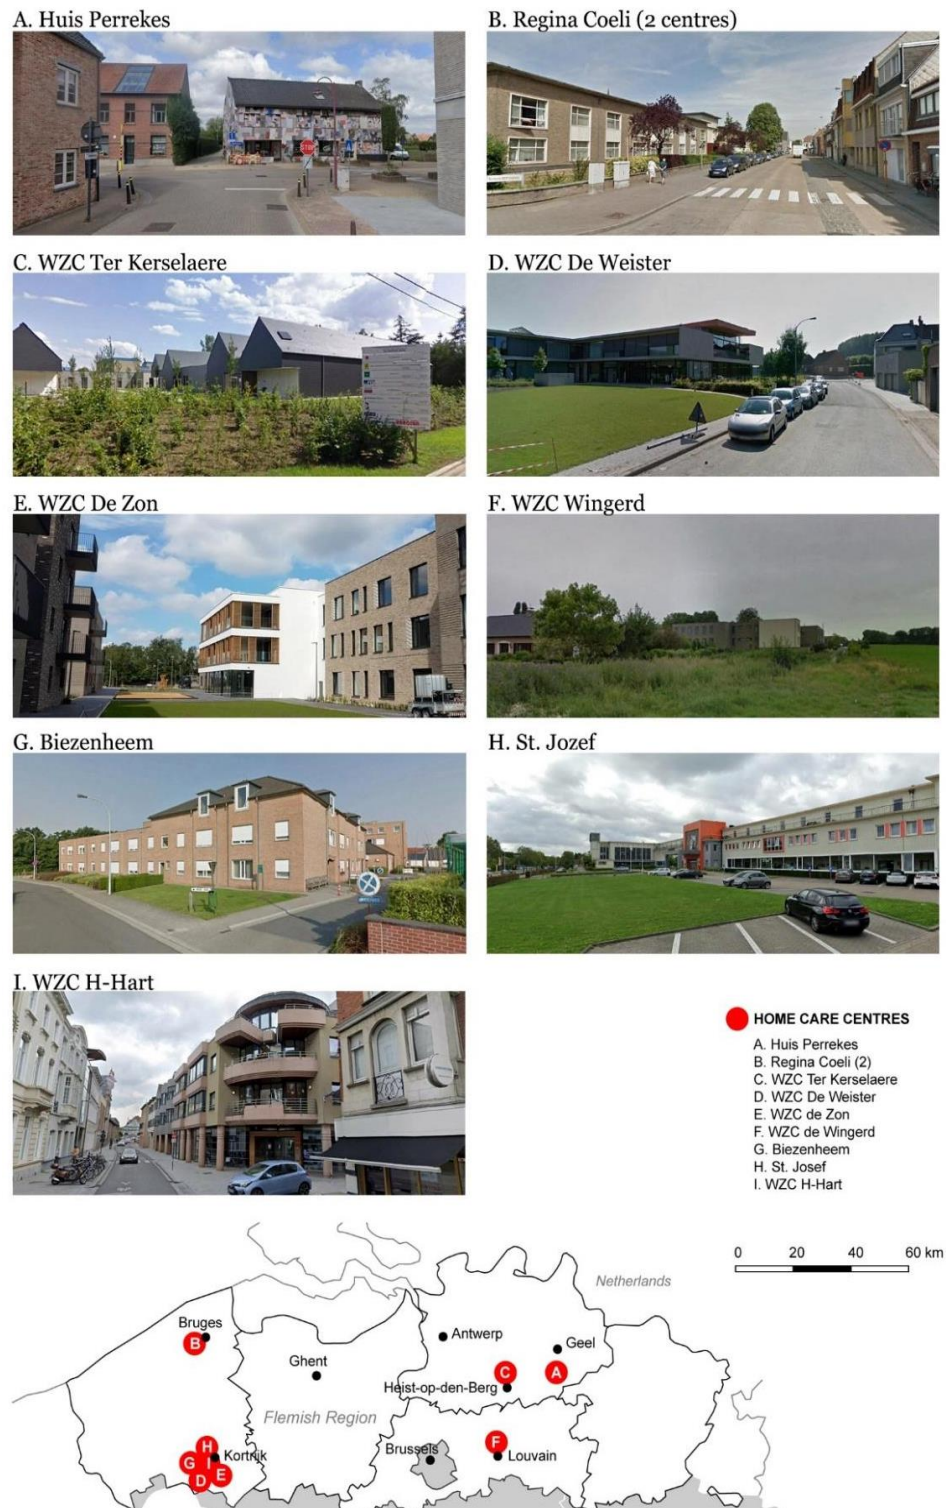 A. Huis Perrekes
B. Regina Coeli (2 centres)
STOP
C. WZC Ter Kerselaere
D. WZC De Weister
E. WZC De Zon
F. WZC Wingerd
G. Biezenheem
H. St. Jozef
I. WZC H-Hart
HOME CARE CENTRES
A. Huis Perrekes
B. Regina Coeli (2)
C. WZC Ter Kerselaere
D. WZC De Weister
E. WZC de Zon
F. WZC de Wingerd
G. Biezenheem
H. St. Josef
I. WZC H-Hart
0 20 40 60 km
Netherlands
Bruges
B
Antwerp
Geel
Ghent
C
A
Heist-op-den-Berg
Flemish Region
H
Kortrijk
G
I
D
E
Brussels
F
Louvain